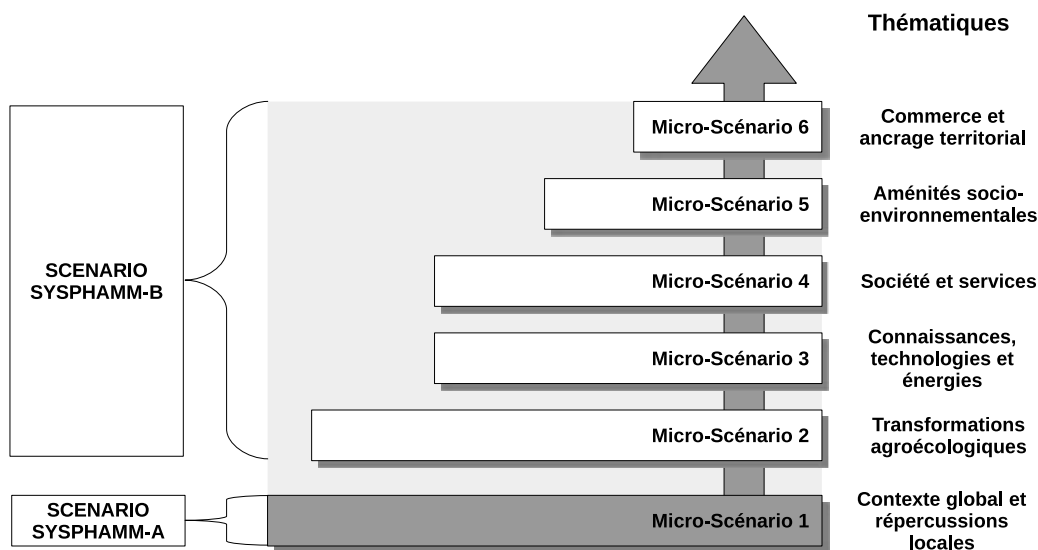 Thématiques
Micro-Scénario 6
Commerce et
ancrage territorial
Micro-Scénario 5
Aménités socio-
environnementales
SCENARIO
SYSPHAMM-B
Micro-Scénario 4
Société et services
Micro-Scénario 3
Connaissances,
technologies et
énergies
Micro-Scénario 2
Transformations
agroécologiques
SCENARIO
SYSPHAMM-A
Micro-Scénario 1
Contexte global et
répercussions
locales